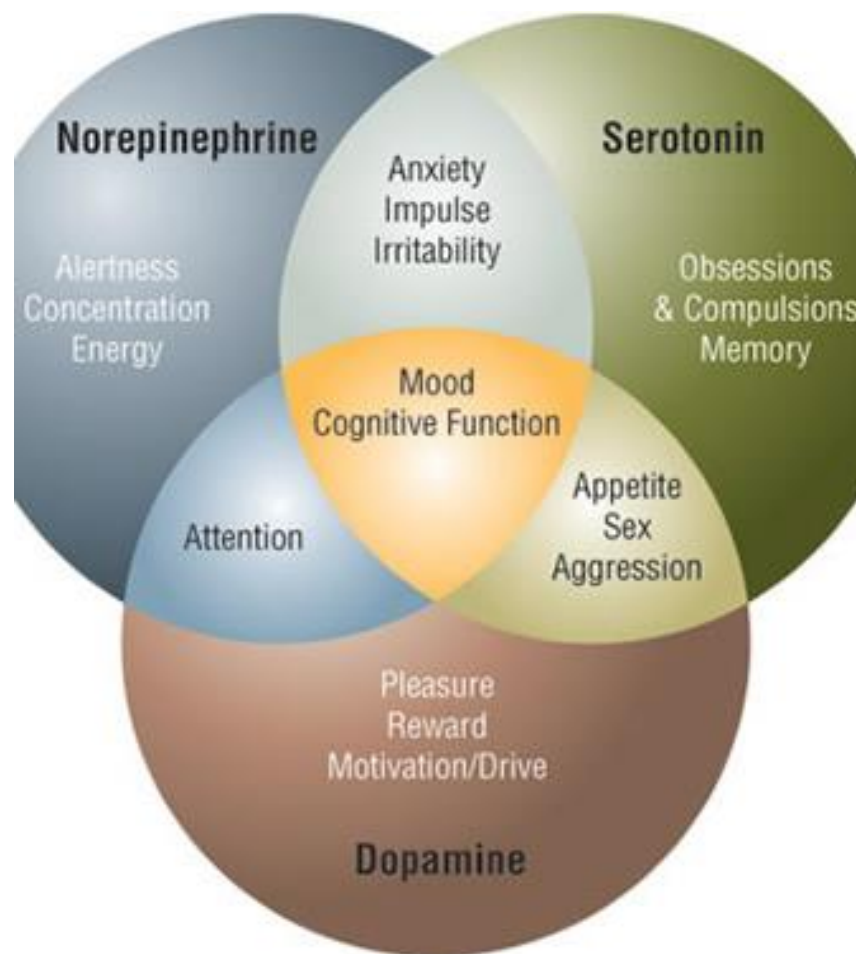 Norepinephrine
Serotonin
Anxiety
Impulse
Irritability
Alertness
Concentration
Energy
Obsessions
& Compulsions
Memory
Mood
Cognitive Function
Attention
Appetite
Sex
Aggression
Pleasure
Reward
Motivation/Drive
Dopamine